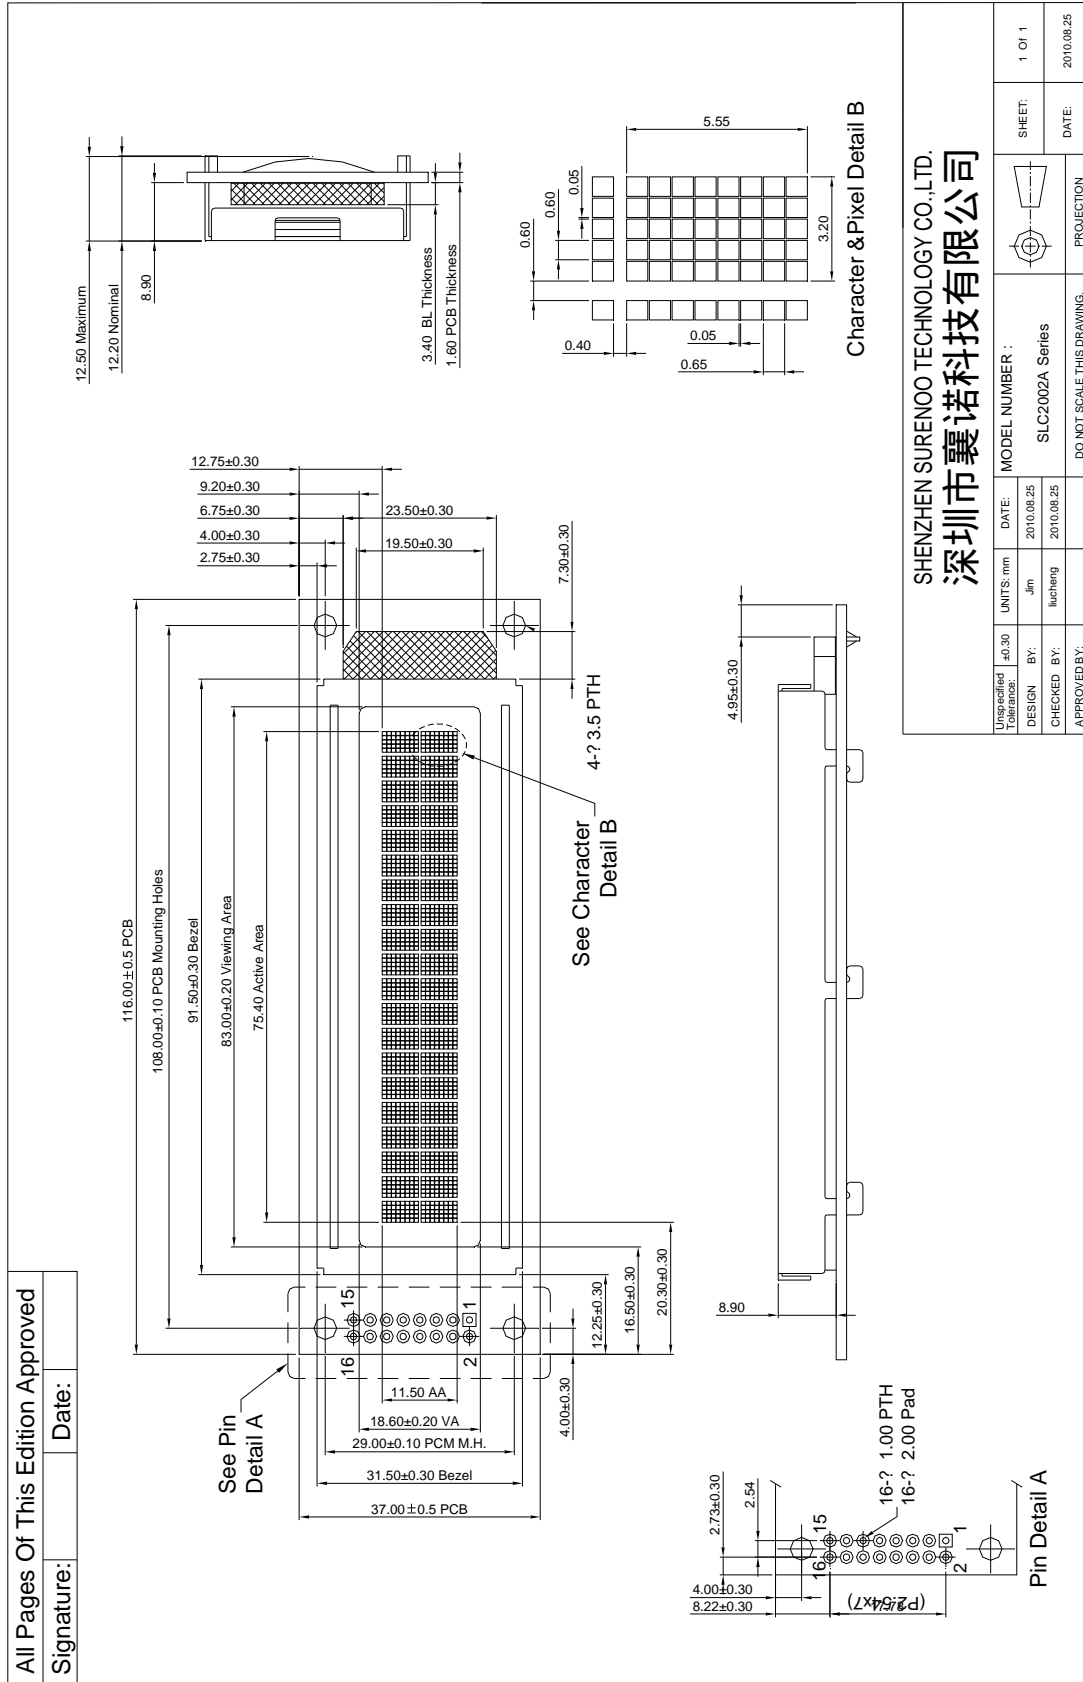 All Pages Of This Edition Approved
Signature:
Date:
12.50 Maximum
12.20 Nominal
8.90
3.40 BL Thickness
1.60 PCB Thickness
5.55
0.05
0.60
0.60
3.20
0.40
0.05
0.65
Character &Pixel Detail B
116.00±0.5 PCB
108.00±0.10 PCB Mounting Holes
91.50±0.30 Bezel
83.00±0.20 Viewing Area
75.40 Active Area
12.75±0.30
9.20±0.30
6.75±0.30
4.00±0.30
2.75±0.30
23.50±0.30
19.50±0.30
7.30±0.30
4-? 3.5 PTH
See Character
Detail B
See Pin
Detail A
16
15
2
1
11.50 AA
18.60±0.20 VA
29.00±0.10 PCM M.H.
31.50±0.30 Bezel
37.00±0.5 PCB
4.00±0.30
12.25±0.30
16.50±0.30
20.30±0.30
4.95±0.30
8.90
2.73±0.30
2.54
16-? 1.00 PTH
16-? 2.00 Pad
16
15
2
1
4.00±0.30
8.22±0.30
(P2.54x7)
Pin Detail A
SHENZHEN SURENOO TECHNOLOGY CO.,LTD.
深圳市襄诺科技有限公司
Unspecified
Tolerance:
±0.30
UNITS: mm
DATE:
MODEL NUMBER :
SHEET:
1 Of 1
DESIGN BY:
Jim
2010.08.25
SLC2002A Series
CHECKED BY:
liucheng
2010.08.25
DATE:
2010.08.25
APPROVED BY:
DO NOT SCALE THIS DRAWING.
PROJECTION